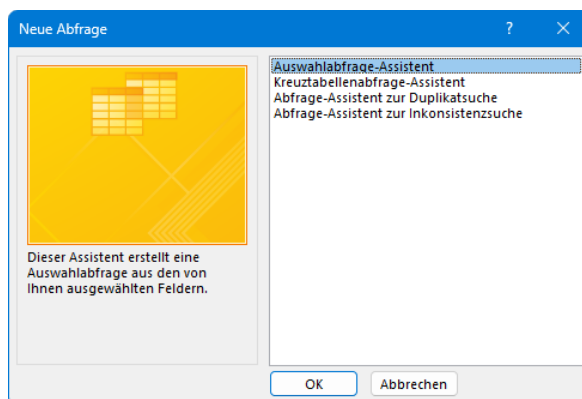 Neue Abfrage
?
Auswahlabfrage-Assistent
Kreuztabellenabfrage-Assistent
Abfrage-Assistent zur Duplikatsuche
Abfrage-Assistent zur Inkonsistenzsuche
Dieser Assistent erstellt eine
Auswahlabfrage aus den von
Ihnen ausgewählten Feldern.
OK
Abbrechen